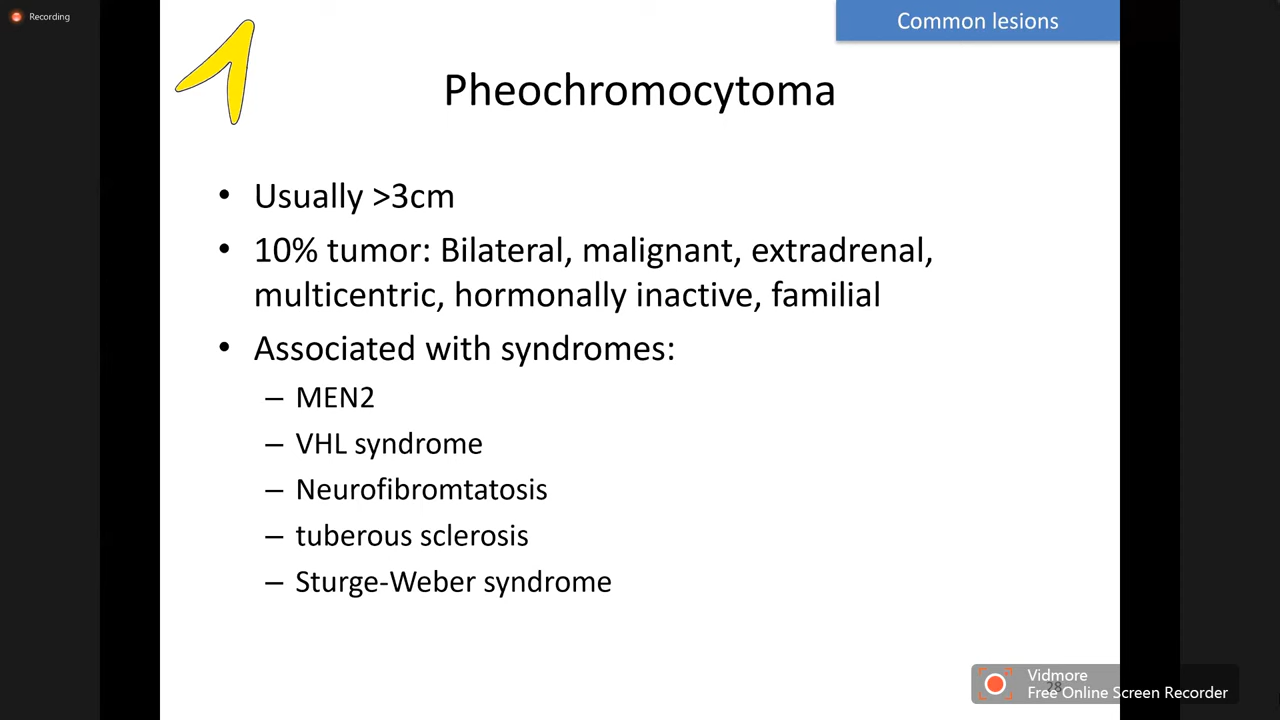 Recording
Common lesions
Pheochromocytoma
• Usually >3cm
• 10% tumor: Bilateral, malignant, extradrenal,
multicentric, hormonally inactive, familial
• Associated with syndromes:
– MEN2
– VHL syndrome
– Neurofibromtatosis
– tuberous sclerosis
– Sturge-Weber syndrome
28
Vidmore
Free Online Screen Recorder